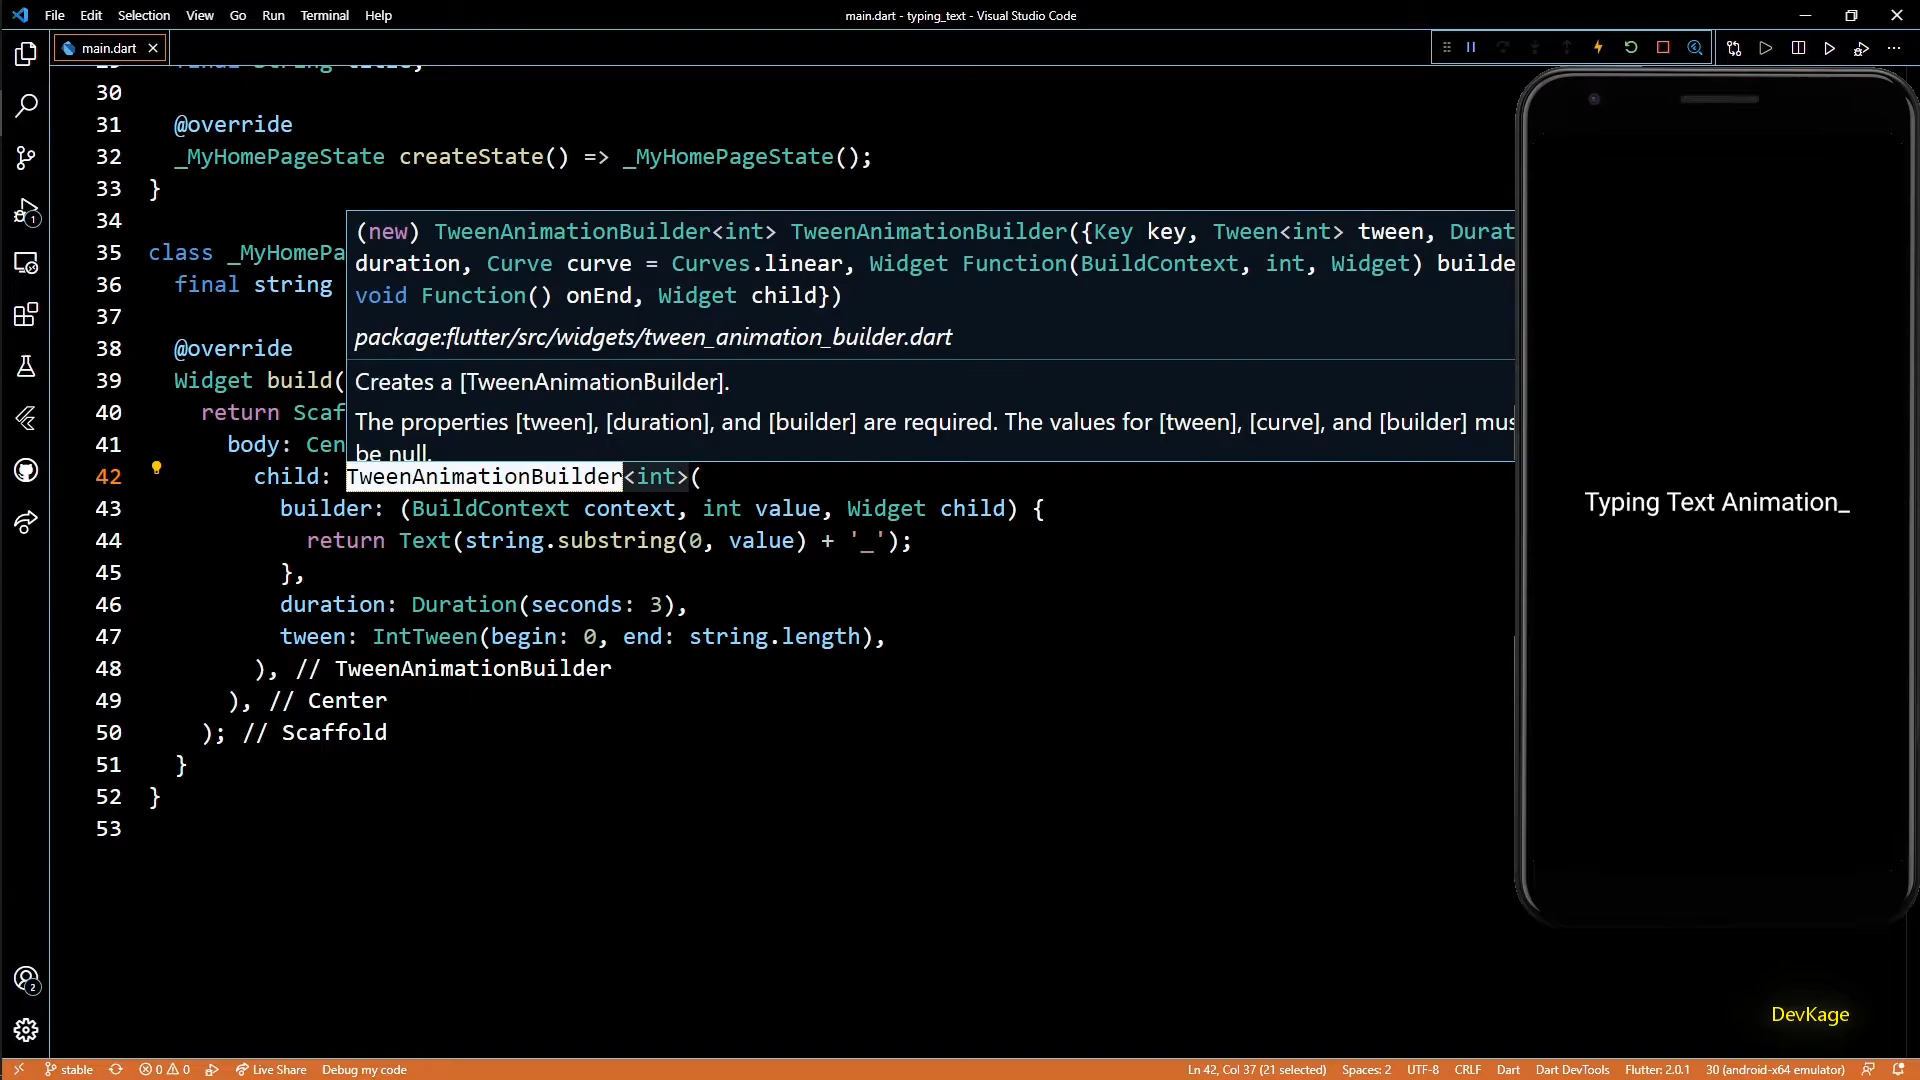 File Edit Selection View Go Run Terminal Help
main.dart - typing_text - Visual Studio Code
main.dart
30
31 @override
32 _MyHomePageState createState() => _MyHomePageState();
33 }
34
(new) TweenAnimationBuilder<int> TweenAnimationBuilder({Key key, Tween<int> tween, Durat
35 class _MyHomePa
duration, Curve curve = Curves.linear, Widget Function(BuildContext, int, Widget) builde
36 final string
void Function() onEnd, Widget child})
37
package:flutter/src/widgets/tween_animation_builder.dart
38 @override
39 Widget build(
Creates a [TweenAnimationBuilder].
40 return Scaf
The properties [tween], [duration], and [builder] are required. The values for [tween], [curve], and [builder] mus
41 body: Cen
be null.
42 child: TweenAnimationBuilder<int>(
43 builder: (BuildContext context, int value, Widget child) {
44 return Text(string.substring(0, value) + '_');
45 },
46 duration: Duration(seconds: 3),
47 tween: IntTween(begin: 0, end: string.length),
48 ), // TweenAnimationBuilder
49 ), // Center
50 ); // Scaffold
51 }
52 }
53
Typing Text Animation_
DevKage
1
2
stable 0 0 Live Share Debug my code
Ln 42, Col 37 (21 selected) Spaces: 2 UTF-8 CRLF Dart Dart DevTools Flutter: 2.0.1 30 (android-x64 emulator)